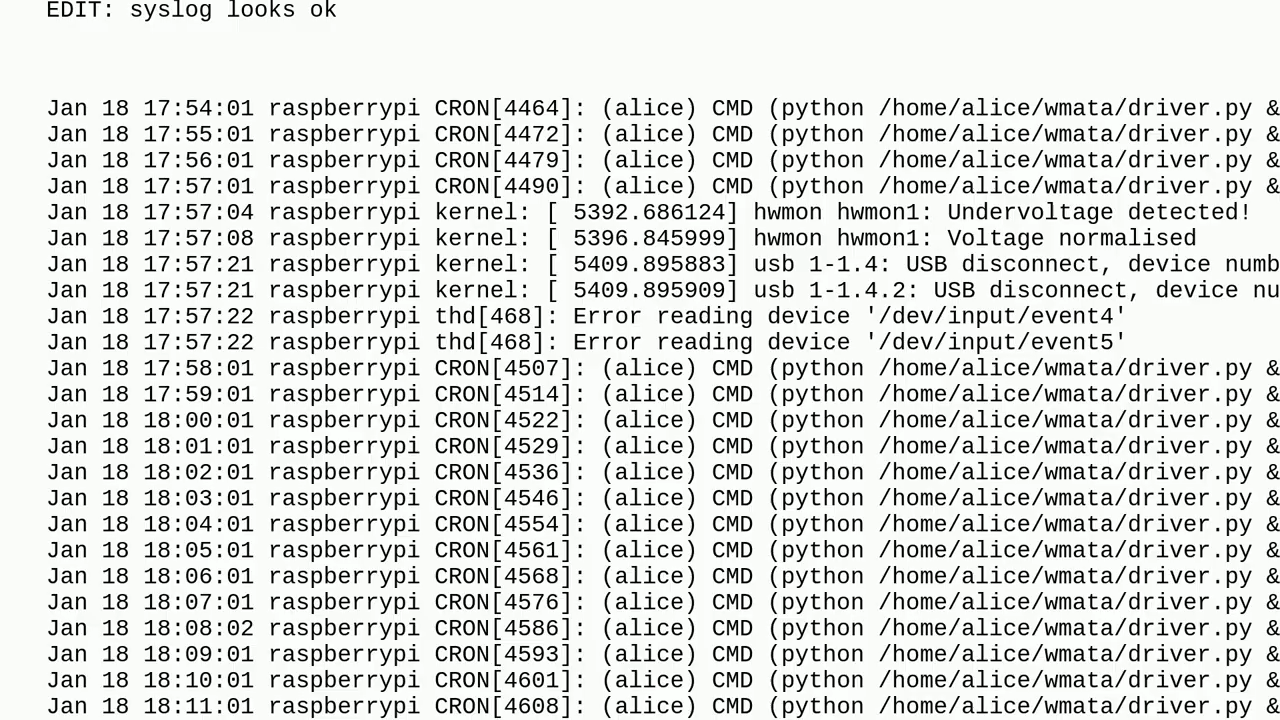 EDIT: syslog looks ok
Jan 18 17:54:01 raspberrypi CRON[4464]: (alice) CMD (python /home/alice/wmata/driver.py &
Jan 18 17:55:01 raspberrypi CRON[4472]: (alice) CMD (python /home/alice/wmata/driver.py &
Jan 18 17:56:01 raspberrypi CRON[4479]: (alice) CMD (python /home/alice/wmata/driver.py &
Jan 18 17:57:01 raspberrypi CRON[4490]: (alice) CMD (python /home/alice/wmata/driver.py &
Jan 18 17:57:04 raspberrypi kernel: [ 5392.686124] hwmon hwmon1: Undervoltage detected!
Jan 18 17:57:08 raspberrypi kernel: [ 5396.845999] hwmon hwmon1: Voltage normalised
Jan 18 17:57:21 raspberrypi kernel: [ 5409.895883] usb 1-1.4: USB disconnect, device numb
Jan 18 17:57:21 raspberrypi kernel: [ 5409.895909] usb 1-1.4.2: USB disconnect, device nu
Jan 18 17:57:22 raspberrypi thd[468]: Error reading device '/dev/input/event4'
Jan 18 17:57:22 raspberrypi thd[468]: Error reading device '/dev/input/event5'
Jan 18 17:58:01 raspberrypi CRON[4507]: (alice) CMD (python /home/alice/wmata/driver.py &
Jan 18 17:59:01 raspberrypi CRON[4514]: (alice) CMD (python /home/alice/wmata/driver.py &
Jan 18 18:00:01 raspberrypi CRON[4522]: (alice) CMD (python /home/alice/wmata/driver.py &
Jan 18 18:01:01 raspberrypi CRON[4529]: (alice) CMD (python /home/alice/wmata/driver.py &
Jan 18 18:02:01 raspberrypi CRON[4536]: (alice) CMD (python /home/alice/wmata/driver.py &
Jan 18 18:03:01 raspberrypi CRON[4546]: (alice) CMD (python /home/alice/wmata/driver.py &
Jan 18 18:04:01 raspberrypi CRON[4554]: (alice) CMD (python /home/alice/wmata/driver.py &
Jan 18 18:05:01 raspberrypi CRON[4561]: (alice) CMD (python /home/alice/wmata/driver.py &
Jan 18 18:06:01 raspberrypi CRON[4568]: (alice) CMD (python /home/alice/wmata/driver.py &
Jan 18 18:07:01 raspberrypi CRON[4576]: (alice) CMD (python /home/alice/wmata/driver.py &
Jan 18 18:08:02 raspberrypi CRON[4586]: (alice) CMD (python /home/alice/wmata/driver.py &
Jan 18 18:09:01 raspberrypi CRON[4593]: (alice) CMD (python /home/alice/wmata/driver.py &
Jan 18 18:10:01 raspberrypi CRON[4601]: (alice) CMD (python /home/alice/wmata/driver.py &
Jan 18 18:11:01 raspberrypi CRON[4608]: (alice) CMD (python /home/alice/wmata/driver.py &